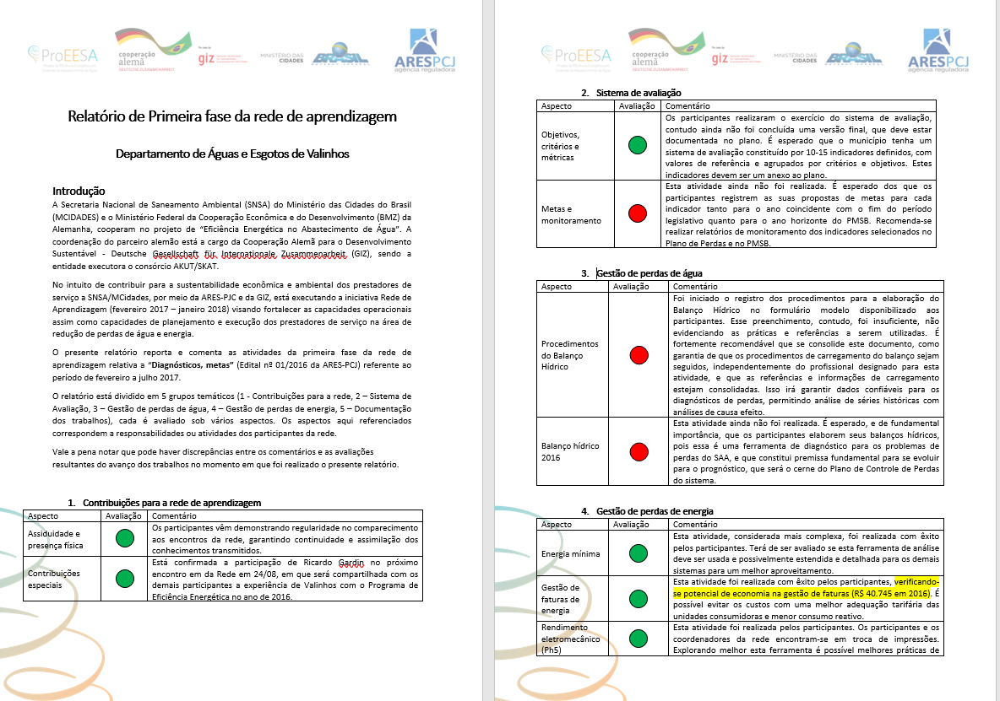 ProEESA
cooperação
alemã
DEUTSCHE ZUSAMMENARBEIT
giz
MINISTÉRIO DAS
CIDADES
BRASIL
ARESPCJ
agência reguladora
Relatório de Primeira fase da rede de aprendizagem
Departamento de Águas e Esgotos de Valinhos
Introdução
A Secretaria Nacional de Saneamento Ambiental (SNSA) do Ministério das Cidades do Brasil
(MCIDADES) e o Ministério Federal da Cooperação Econômica e do Desenvolvimento (BMZ) da
Alemanha, cooperam no projeto de “Eficiência Energética no Abastecimento de Água”. A
coordenação do parceiro alemão está a cargo da Cooperação Alemã para o Desenvolvimento
Sustentável - Deutsche Gesellschaft für Internationale Zusammenarbeit (GIZ), sendo a
entidade executora o consórcio AKUT/SKAT.
No intuito de contribuir para a sustentabilidade econômica e ambiental dos prestadores de
serviço a SNSA/MCidades, por meio da ARES-PJC e da GIZ, está executando a iniciativa Rede de
Aprendizagem (fevereiro 2017 – janeiro 2018) visando fortalecer as capacidades operacionais
assim como capacidades de planejamento e execução dos prestadores de serviço na área de
redução de perdas de água e energia.
O presente relatório reporta e comenta as atividades da primeira fase da rede de
aprendizagem relativa a “Diagnósticos, metas” (Edital nº 01/2016 da ARES-PCJ) referente ao
período de fevereiro a julho 2017.
O relatório está dividido em 5 grupos temáticos (1 - Contribuições para a rede, 2 – Sistema de
Avaliação, 3 – Gestão de perdas de água, 4 – Gestão de perdas de energia, 5 – Documentação
dos trabalhos), cada é avaliado sob vários aspectos. Os aspectos aqui referenciados
correspondem a responsabilidades ou atividades dos participantes da rede.
Vale a pena notar que pode haver discrepâncias entre os comentários e as avaliações
resultantes do avanço dos trabalhos no momento em que foi realizado o presente relatório.
1. Contribuições para a rede de aprendizagem
Aspecto Avaliação Comentário
Assiduidade e
presença física
Os participantes vêm demonstrando regularidade no comparecimento
aos encontros da rede, garantindo continuidade e assimilação dos
conhecimentos transmitidos.
Contribuições
especiais
Está confirmada a participação de Ricardo Gardin no próximo
encontro em da Rede em 24/08, em que será compartilhada com os
demais participantes a experiência de Valinhos com o Programa de
Eficiência Energética no ano de 2016.
ProEESA
cooperação
alemã
DEUTSCHE ZUSAMMENARBEIT
giz
MINISTÉRIO DAS
CIDADES
BRASIL
ARESPCJ
agência reguladora
2. Sistema de avaliação
Aspecto Avaliação Comentário
Objetivos,
critérios e
métricas
Os participantes realizaram o exercício do sistema de avaliação,
contudo ainda não foi concluída uma versão final, que deve estar
documentada no plano. É esperado que o município tenha um
sistema de avaliação constituído por 10-15 indicadores definidos, com
valores de referência e agrupados por critérios e objetivos. Estes
indicadores devem ser um anexo ao plano.
Metas e
monitoramento
Esta atividade ainda não foi realizada. É esperado dos que os
participantes registrem as suas propostas de metas para cada
indicador tanto para o ano coincidente com o fim do período
legislativo quanto para o ano horizonte do PMSB. Recomenda-se
realizar relatórios de monitoramento dos indicadores selecionados no
Plano de Perdas e no PMSB.
3. Gestão de perdas de água
Aspecto Avaliação Comentário
Procedimentos
do Balanço
Hídrico
Foi iniciado o registro dos procedimentos para a elaboração do
Balanço Hídrico no formulário modelo disponibilizado aos
participantes. Esse preenchimento, contudo, foi insuficiente, não
evidenciando as práticas e referências a serem utilizadas. É
fortemente recomendável que se consolide este documento, como
garantia de que os procedimentos de carregamento do balanço sejam
seguidos, independentemente do profissional designado para esta
atividade, e que as referências e informações de carregamento
estejam consolidadas. Isso irá garantir dados confiáveis para os
diagnósticos de perdas, permitindo análise de séries históricas com
análises de causa efeito.
Balanço hídrico
2016
Esta atividade ainda não foi realizada. É esperado, e de fundamental
importância, que os participantes elaborem seus balanços hídricos,
pois essa é uma ferramenta de diagnóstico para os problemas de
perdas do SAA, e que constitui premissa fundamental para se evoluir
para o prognóstico, que será o cerne do Plano de Controle de Perdas
do sistema.
4. Gestão de perdas de energia
Aspecto Avaliação Comentário
Energia mínima
Esta atividade, considerada mais complexa, foi realizada com êxito
pelos participantes. Terá de ser avaliado se esta ferramenta de análise
deve ser usada e possivelmente estendida e detalhada para os demais
sistemas para um melhor aproveitamento.
Gestão de
faturas de
energia
Esta atividade foi realizada com êxito pelos participantes, verificando-
se potencial de economia na gestão de faturas (R$ 40.745 em 2016). É
possível evitar os custos com uma melhor adequação tarifária das
unidades consumidoras e menor consumo reativo.
Rendimento
eletromecânico
(Ph5)
Esta atividade foi realizada pelos participantes. Os participantes e os
coordenadores da rede encontram-se em troca de impressões.
Explorando melhor esta ferramenta é possível melhores práticas de